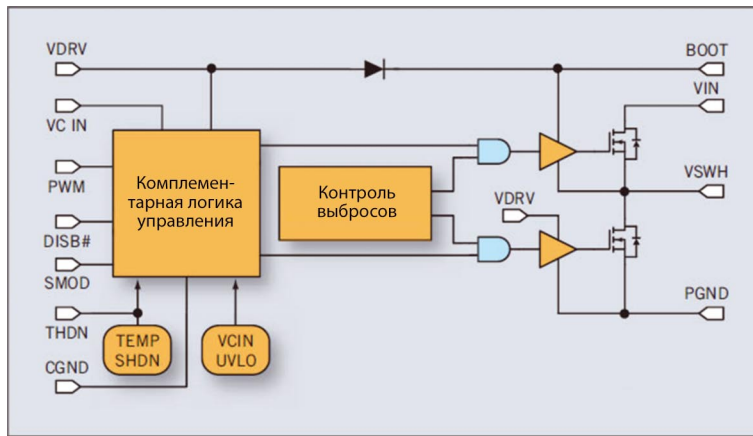 VDRV
BOOT
VIN
VC IN
PWM
Комплемен-
тарная логика
управления
Контроль
выбросов
VSWH
VDRV
DISB#
SMOD
THDN
PGND
TEMP
SHDN
VCIN
UVLO
CGND